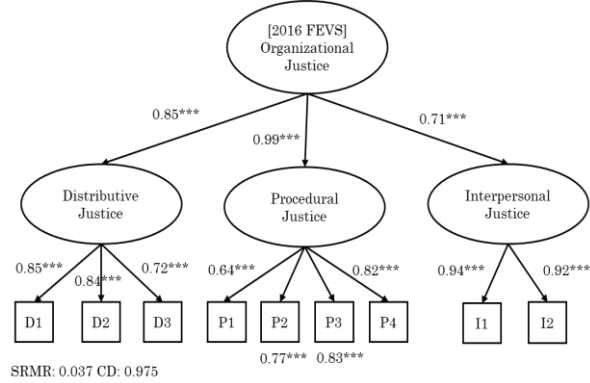 [2016 FEVS]
Organizational
Justice
0.85***
0.99***
0.71***
Distributive
Justice
Procedural
Justice
Interpersonal
Justice
0.85***
0.84***
0.72***
0.64***
0.82***
0.94***
0.92***
D1
D2
D3
P1
P2
P3
P4
I1
I2
0.77***
0.83***
SRMR: 0.037 CD: 0.975